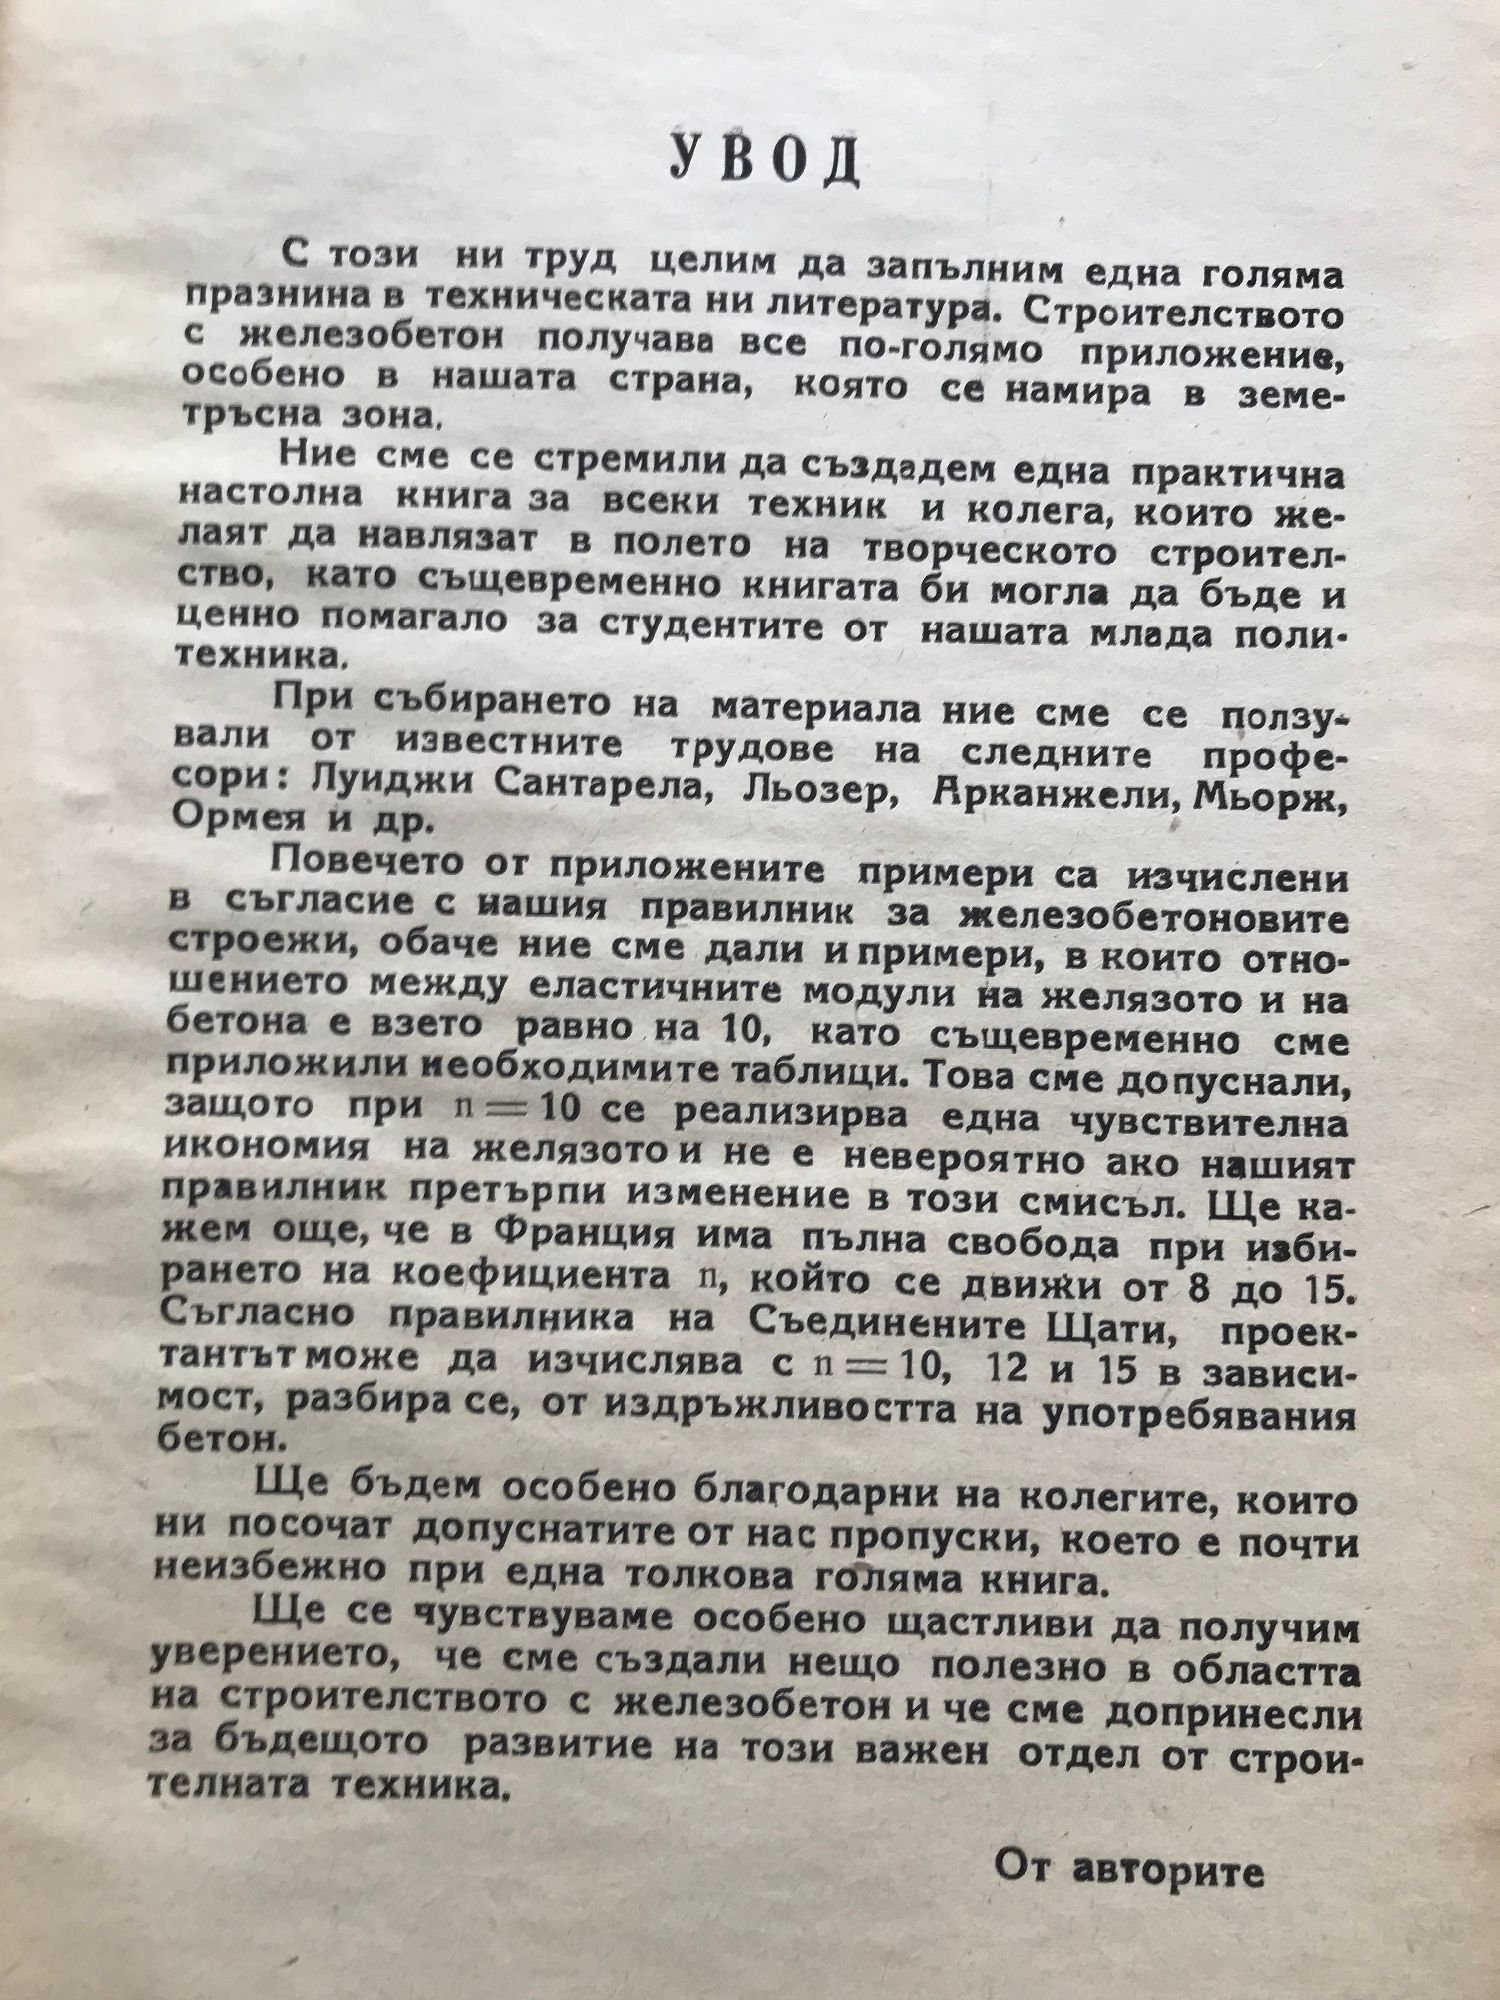 УВОД
С този ни труд целим да запълним една голяма
празнина в техническата ни литература. Строителството
с железобетон получава все по-голямо приложение,
особено в нашата страна, която се намира в земе-
тръсна зона.
Ние сме се стремили да създадем една практична
настолна книга за всеки техник и колега, които же-
лаят да навлязат в полето на творческото строител-
ство, като същевременно книгата би могла да бъде и
ценно помагало за студентите от нашата млада поли-
техника.
При събирането на материала ние сме се ползу-
вали от известните трудове на следните профе-
сори: Луиджи Сантарела, Льозер, Арканжели, Мьорж,
Ормея и др.
Повечето от приложените примери са изчислени
в съгласие с нашия правилник за железобетоновите
строежи, обаче ние сме дали и примери, в които отно-
шението между еластичните модули на желязото и на
бетона е взето равно на 10, като същевременно сме
приложили необходимите таблици. Това сме допуснали,
защото при n = 10 се реализирва една чувствителна
икономия на желязото и не е невероятно ако нашият
правилник претърпи изменение в този смисъл. Ще ка-
жем още, че в Франция има пълна свобода при изби-
рането на коефициента n, който се движи от 8 до 15.
Съгласно правилника на Съединените Щати, проек-
тантът може да изчислява с n = 10, 12 и 15 в зависи-
мост, разбира се, от издръжливостта на употребявания
бетон.
Ще бъдем особено благодарни на колегите, които
ни посочат допуснатите от нас пропуски, което е почти
неизбежно при една толкова голяма книга.
Ще се чувствуваме особено щастливи да получим
уверението, че сме създали нещо полезно в областта
на строителството с железобетон и че сме допринесли
за бъдещото развитие на този важен отдел от строи-
телната техника.
От авторите